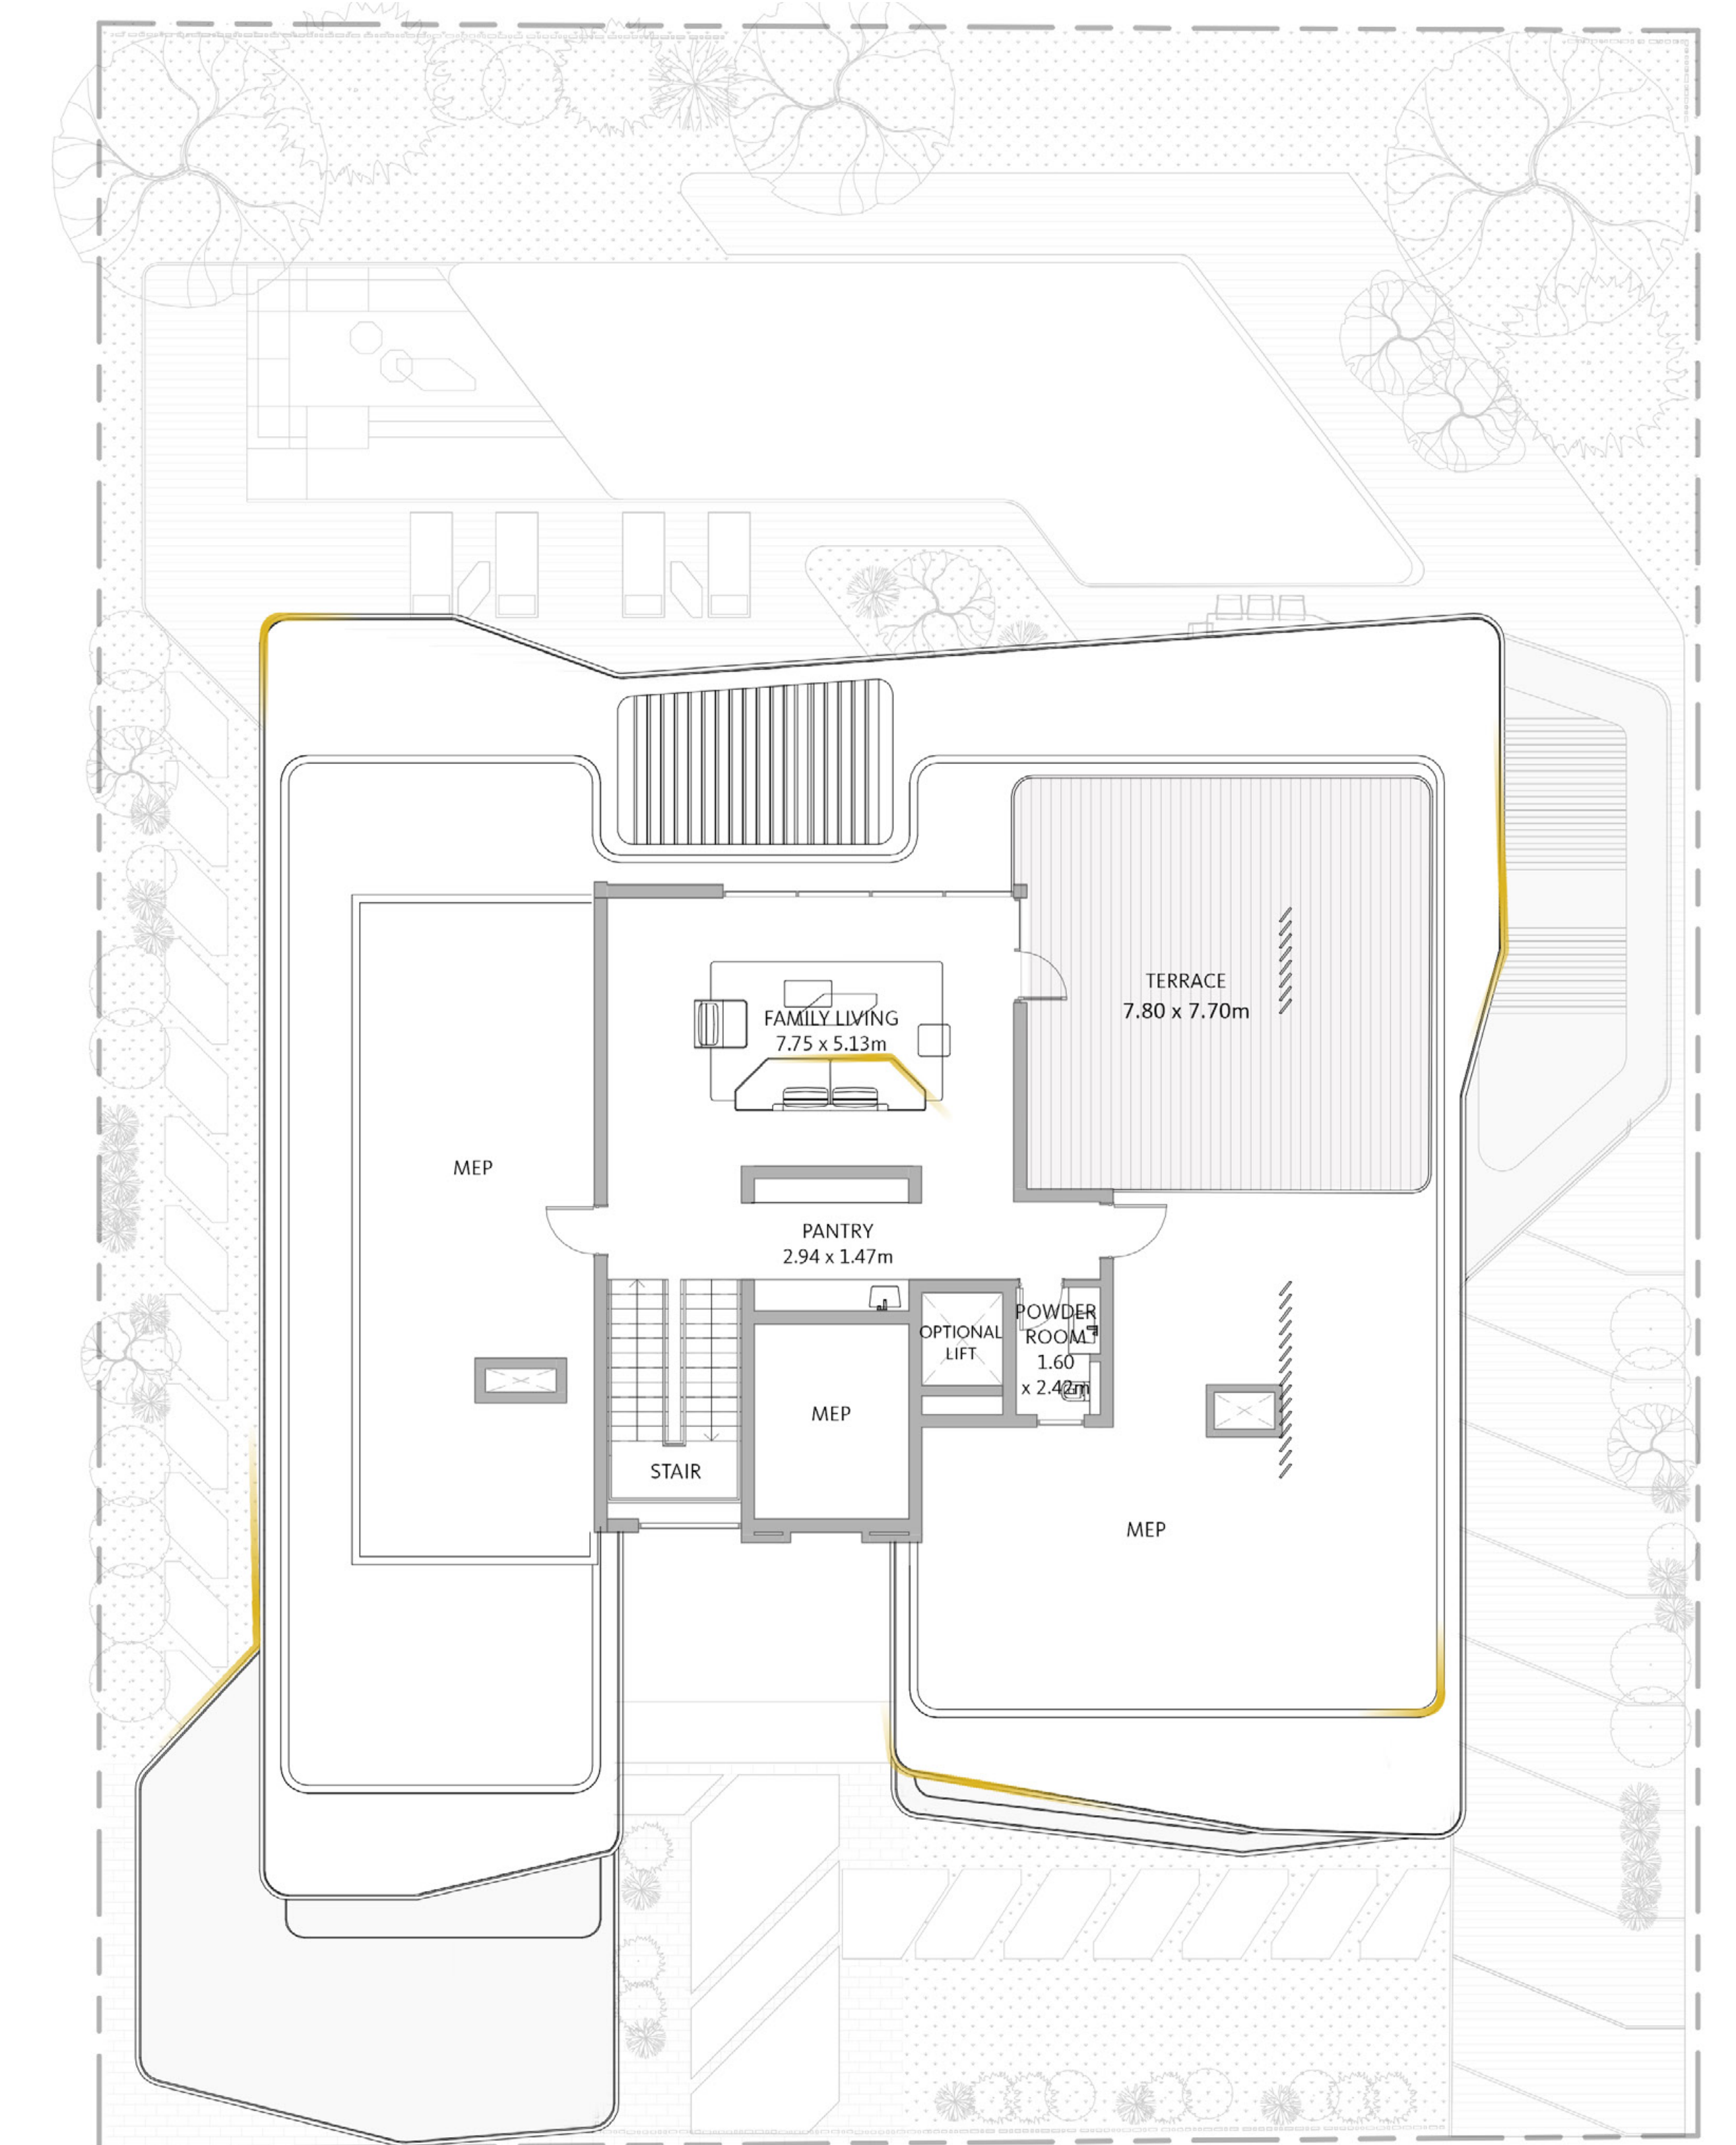 TERRACE
7.80 x 7.70m
FAMILY LIVING
7.75 x 5.13m
MEP
PANTRY
2.94 x 1.47m
POWDER
ROOM
1.60
x 2.42m
OPTIONAL
LIFT
MEP
STAIR
MEP